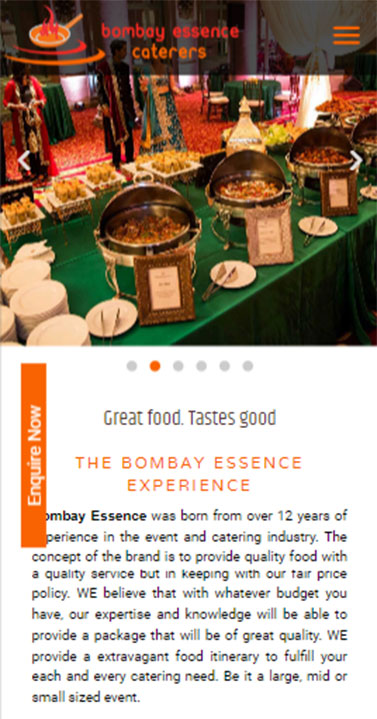 bombay essence
caterers
Great food. Tastes good
THE BOMBAY ESSENCE
EXPERIENCE
Enquire Now
Bombay Essence was born from over 12 years of
experience in the event and catering industry. The
concept of the brand is to provide quality food with
a quality service but in keeping with our fair price
policy. WE believe that with whatever budget you
have, our expertise and knowledge will be able to
provide a package that will be of great quality. WE
provide a extravagant food itinerary to fulfill your
each and every catering need. Be it a large, mid or
small sized event.